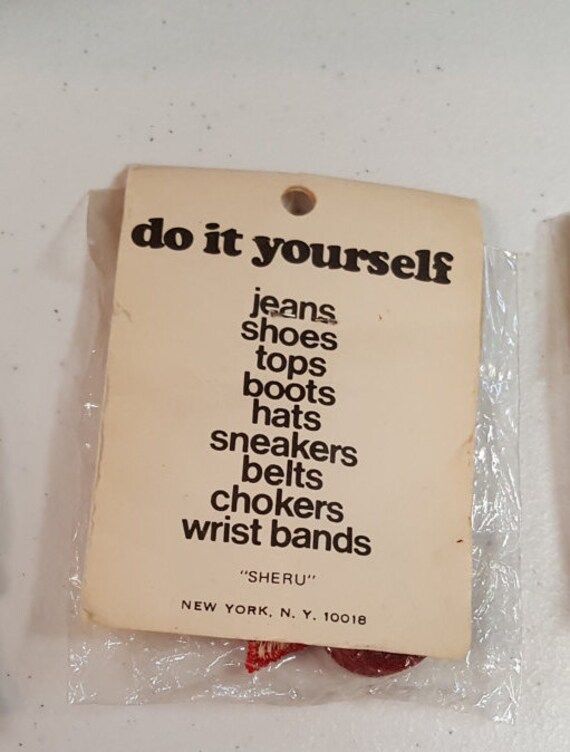 do it yourself
jeans
shoes
tops
boots
hats
sneakers
belts
chokers
wrist bands
"SHERU"
NEW YORK, N. Y. 10018